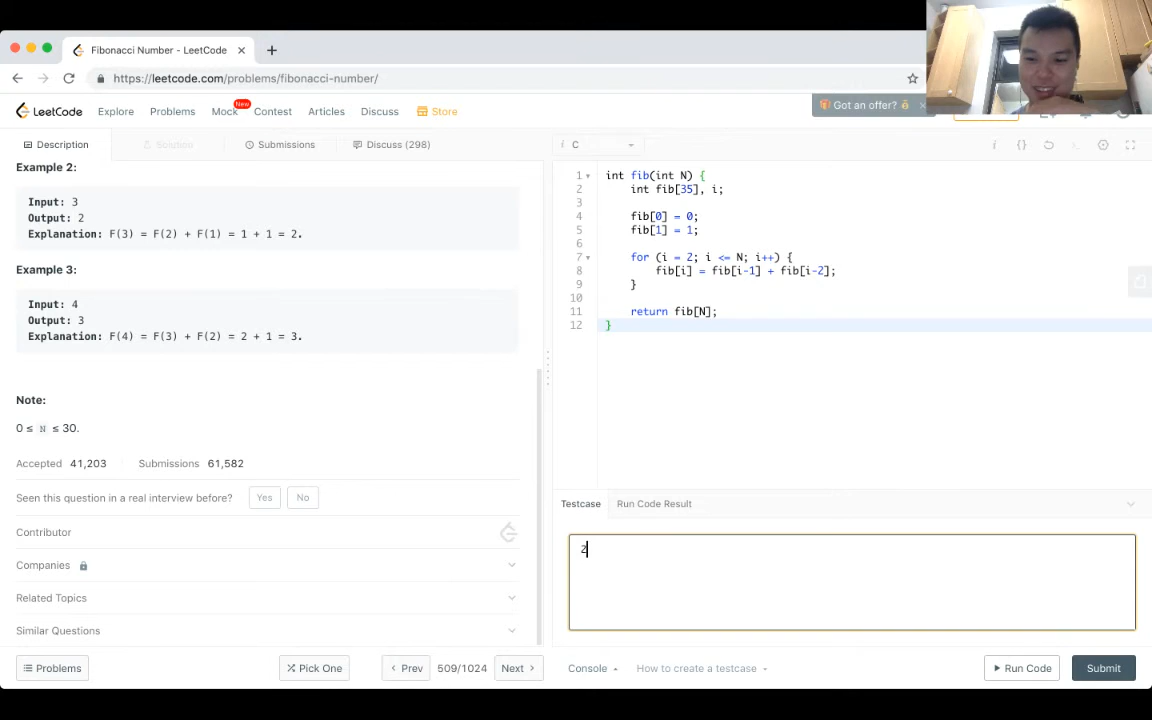 Fibonacci Number - LeetCode
https://leetcode.com/problems/fibonacci-number/
LeetCode
Explore
Problems
Mock
New
Contest
Articles
Discuss
Store
Got an offer?
Description
Solution
Submissions
Discuss (298)
Example 2:
Input: 3
Output: 2
Explanation: F(3) = F(2) + F(1) = 1 + 1 = 2.
Example 3:
Input: 4
Output: 3
Explanation: F(4) = F(3) + F(2) = 2 + 1 = 3.
Note:
0 ≤ N ≤ 30.
Accepted 41,203 Submissions 61,582
Seen this question in a real interview before? Yes No
Contributor
Companies
Related Topics
Similar Questions
Problems
Pick One
Prev
509/1024
Next
i C
1 int fib(int N) {
2 int fib[35], i;
3
4 fib[0] = 0;
5 fib[1] = 1;
6
7 for (i = 2; i <= N; i++) {
8 fib[i] = fib[i-1] + fib[i-2];
9 }
10
11 return fib[N];
12 }
Testcase
Run Code Result
2
Console
How to create a testcase
Run Code
Submit